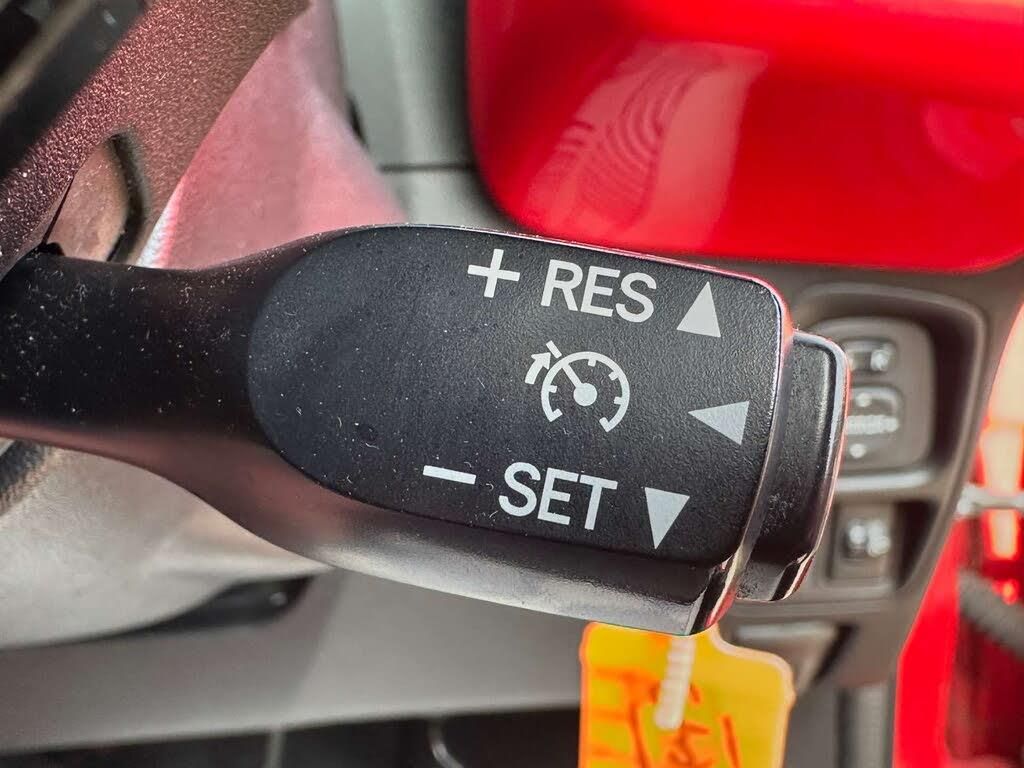 + RES
- SET